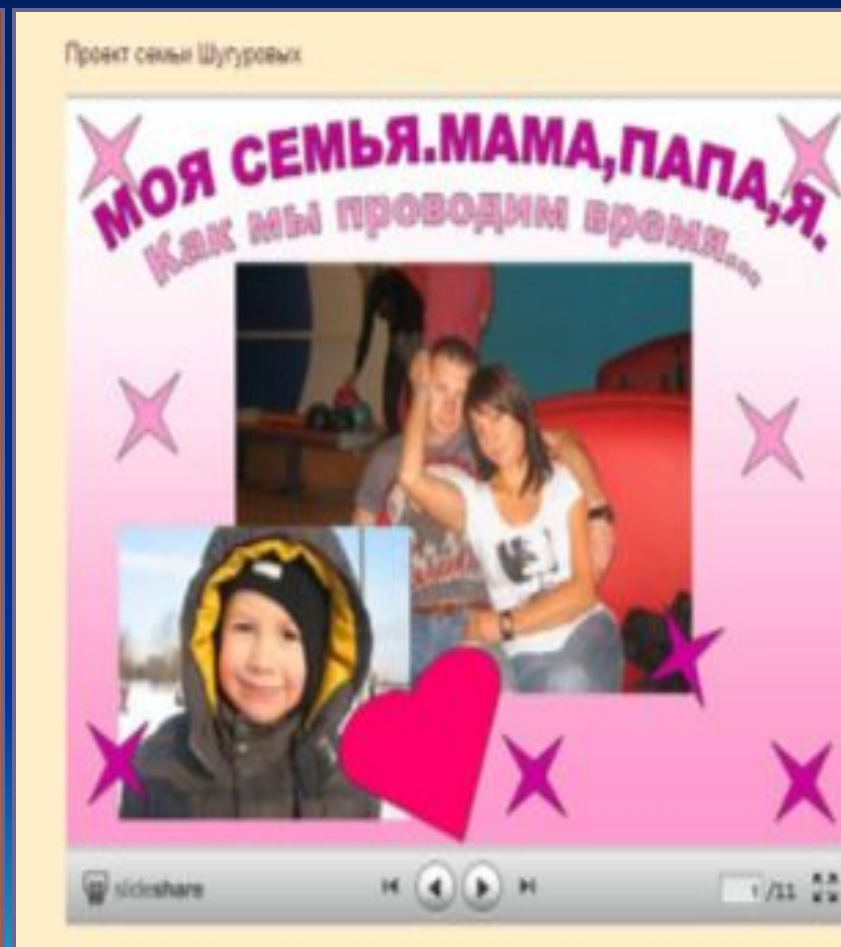 Проект семьи Шугуровых
МОЯ СЕМЬЯ.МАМА,ПАПА,Я.
Как мы проводим время...
slideshare
1 /11